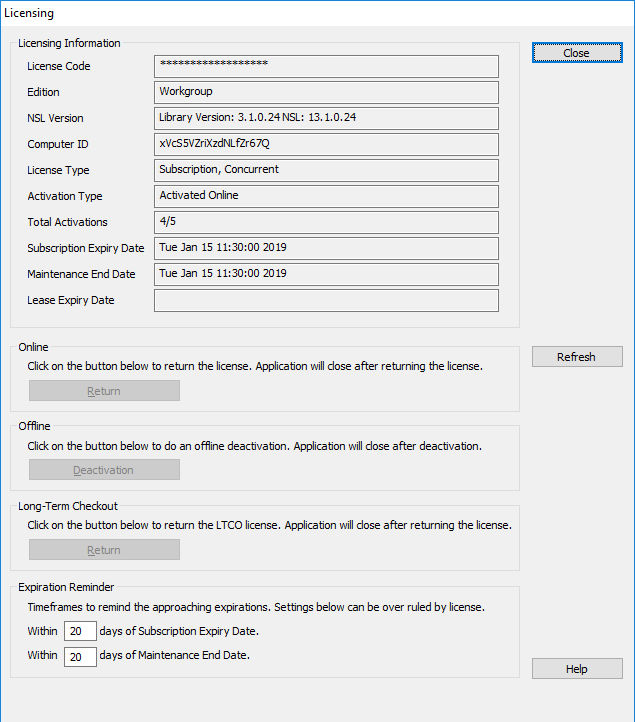 Licensing
Licensing Information
Close
License Code ******************
Edition Workgroup
NSL Version Library Version: 3.1.0.24 NSL: 13.1.0.24
Computer ID xVcS5VZriXzdNLfZr67Q
License Type Subscription, Concurrent
Activation Type Activated Online
Total Activations 4/5
Subscription Expiry Date Tue Jan 15 11:30:00 2019
Maintenance End Date Tue Jan 15 11:30:00 2019
Lease Expiry Date
Online
Refresh
Click on the button below to return the license. Application will close after returning the license.
Return
Offline
Click on the button below to do an offline deactivation. Application will close after deactivation.
Deactivation
Long-Term Checkout
Click on the button below to return the LTCO license. Application will close after returning the license.
Return
Expiration Reminder
Timeframes to remind the approaching expirations. Settings below can be over ruled by license.
Within 20 days of Subscription Expiry Date.
Within 20 days of Maintenance End Date.
Help